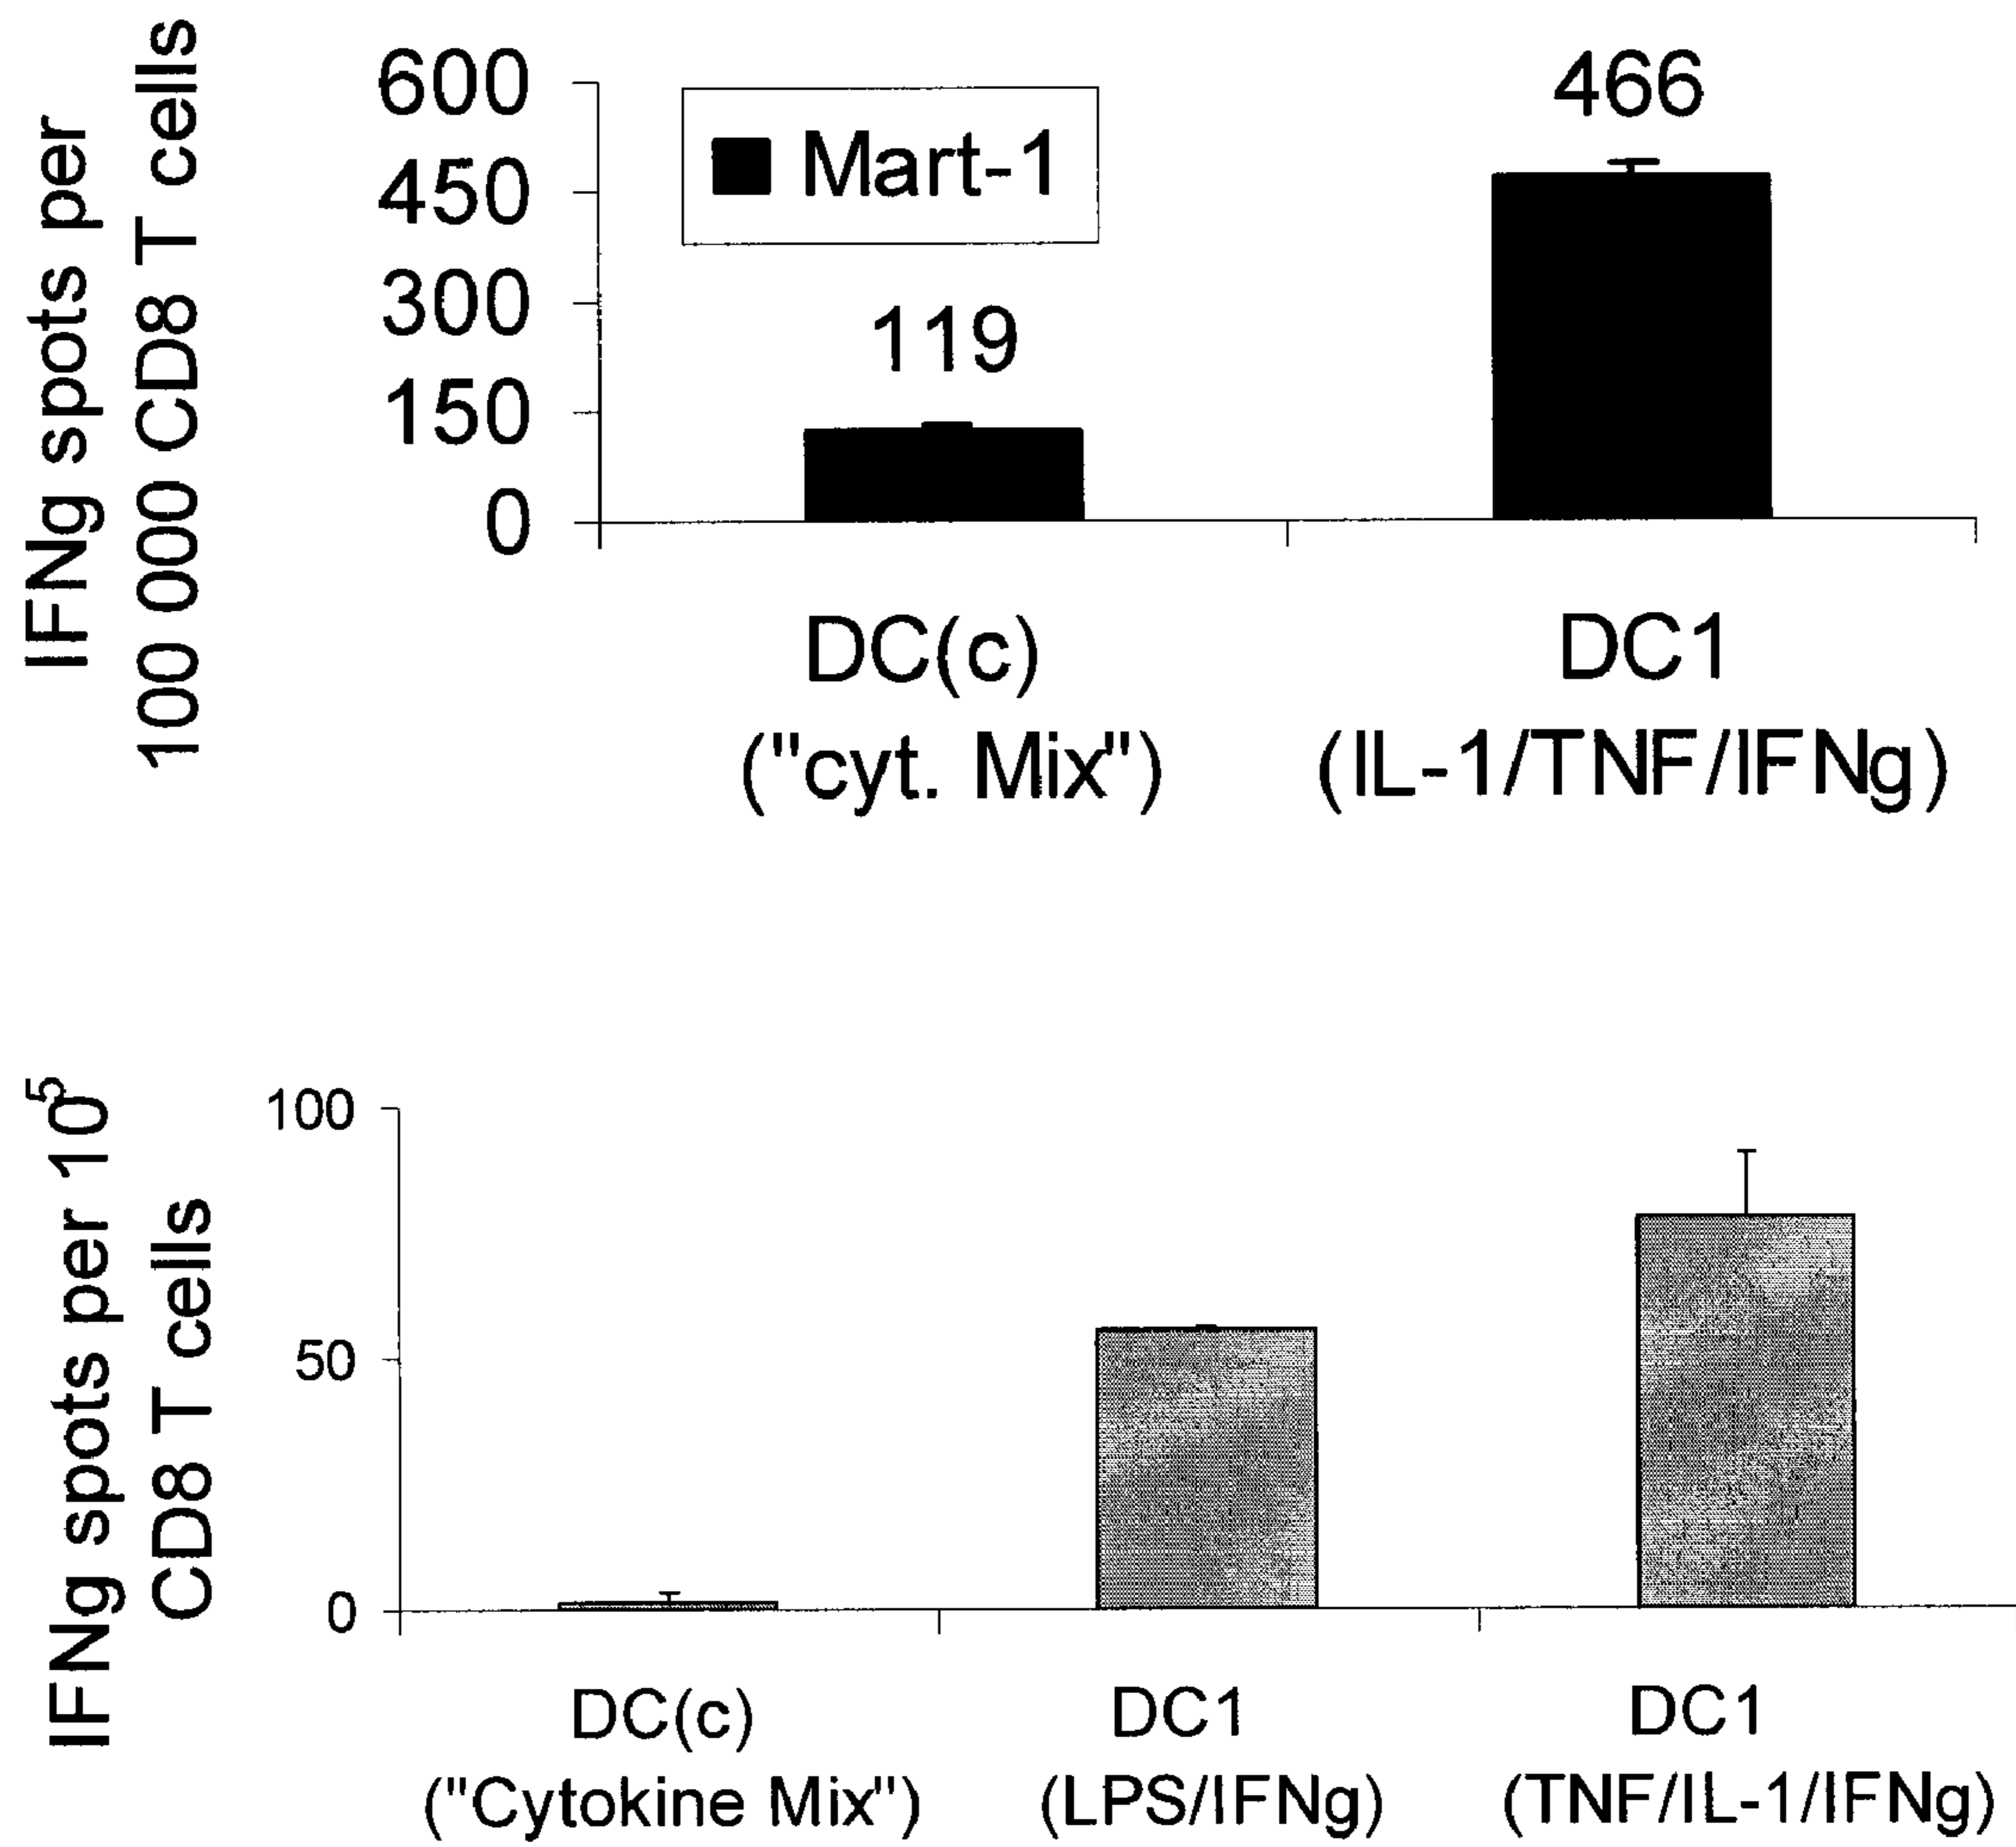 IFNg spots per
100 000 CD8 T cells
600
450
300
150
0
Mart-1
119
466
DC(c)
("cyt. Mix")
DC1
(IL-1/TNF/IFNg)
IFNg spots per 10⁵
CD8 T cells
100
50
0
DC(c)
("Cytokine Mix")
DC1
(LPS/IFNg)
DC1
(TNF/IL-1/IFNg)